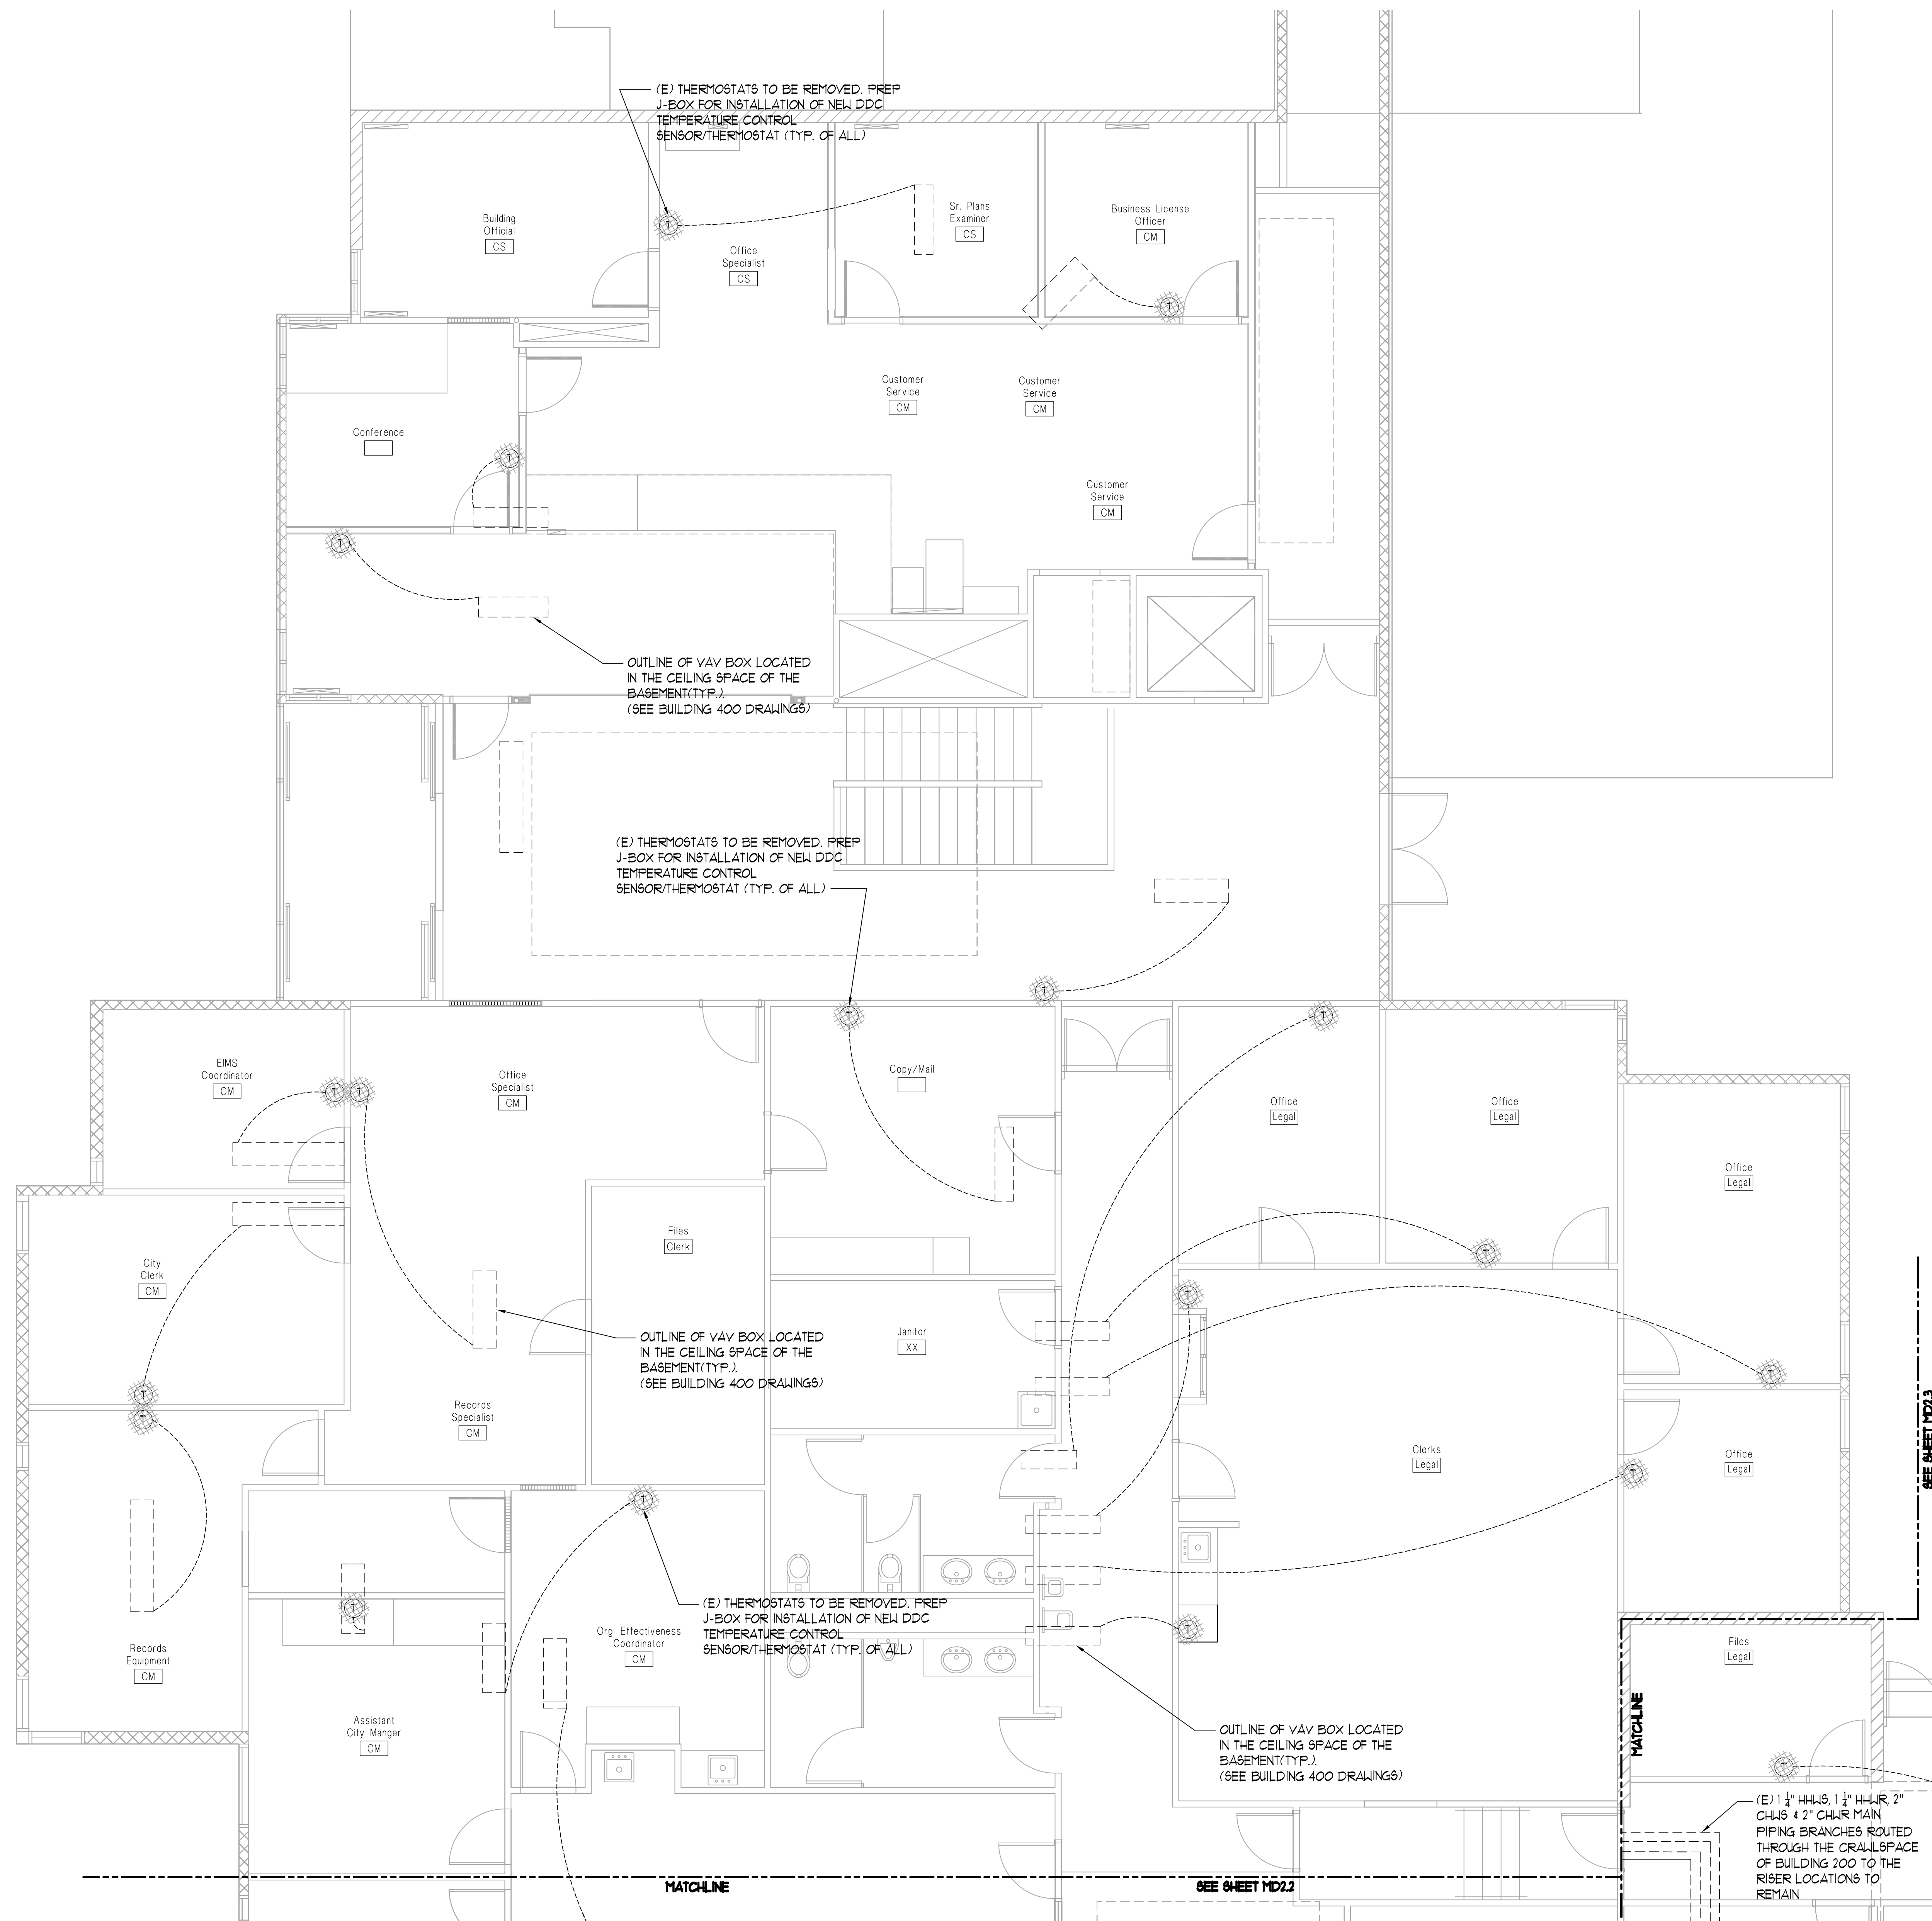 (E) THERMOSTATS TO BE REMOVED. PREP
J-BOX FOR INSTALLATION OF NEW DDC
TEMPERATURE CONTROL
SENSOR/THERMOSTAT (TYP. OF ALL)
Building
Official
CS
T
Office
Specialist
CS
Sr. Plans
Examiner
CS
Business License
Officer
CM
T
Customer
Service
CM
Customer
Service
CM
Conference
T
Customer
Service
CM
T
OUTLINE OF VAV BOX LOCATED
IN THE CEILING SPACE OF THE
BASEMENT(TYP.).
(SEE BUILDING 400 DRAWINGS)
(E) THERMOSTATS TO BE REMOVED. PREP
J-BOX FOR INSTALLATION OF NEW DDC
TEMPERATURE CONTROL
SENSOR/THERMOSTAT (TYP. OF ALL)
T
T
T
EIMS
Coordinator
CM
T
T
Office
Specialist
CM
Copy/Mail
Office
Legal
Office
Legal
Office
Legal
Files
Clerk
T
City
Clerk
CM
T
OUTLINE OF VAV BOX LOCATED
IN THE CEILING SPACE OF THE
BASEMENT(TYP.).
(SEE BUILDING 400 DRAWINGS)
Janitor
XX
T
T
T
Records
Specialist
CM
Clerks
Legal
Office
Legal
T
SEE SHEET MD2.3
T
T
(E) THERMOSTATS TO BE REMOVED. PREP
J-BOX FOR INSTALLATION OF NEW DDC
TEMPERATURE CONTROL
SENSOR/THERMOSTAT (TYP. OF ALL)
Org. Effectiveness
Coordinator
CM
T
Records
Equipment
CM
Files
Legal
Assistant
City Manger
CM
MATCHLINE
OUTLINE OF VAV BOX LOCATED
IN THE CEILING SPACE OF THE
BASEMENT(TYP.).
(SEE BUILDING 400 DRAWINGS)
T
(E) 1 1/4" HHWS, 1 1/4" HHWR, 2"
CHWS & 2" CHWR MAIN
PIPING BRANCHES ROUTED
THROUGH THE CRAWLSPACE
OF BUILDING 200 TO THE
RISER LOCATIONS TO
REMAIN
MATCHLINE
SEE SHEET MD2.2